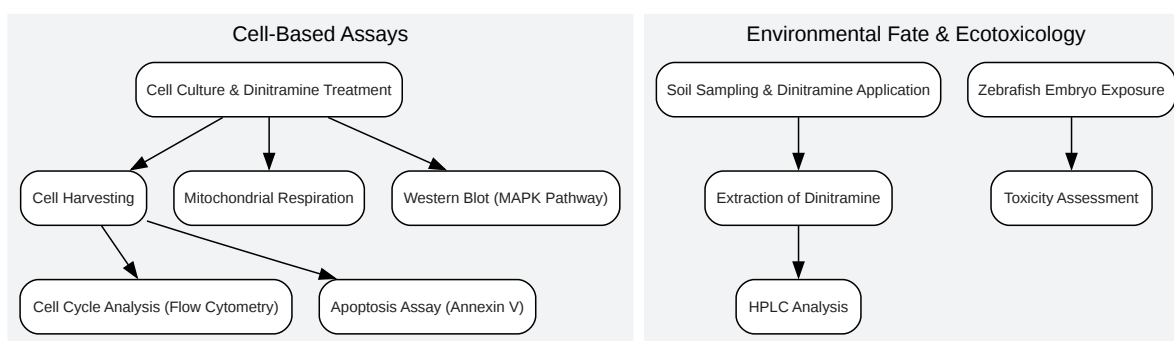 Cell-Based Assays
Cell Culture & Dinitramine Treatment
Cell Harvesting
Mitochondrial Respiration
Western Blot (MAPK Pathway)
Cell Cycle Analysis (Flow Cytometry)
Apoptosis Assay (Annexin V)
Environmental Fate & Ecotoxicology
Soil Sampling & Dinitramine Application
Zebrafish Embryo Exposure
Extraction of Dinitramine
Toxicity Assessment
HPLC Analysis